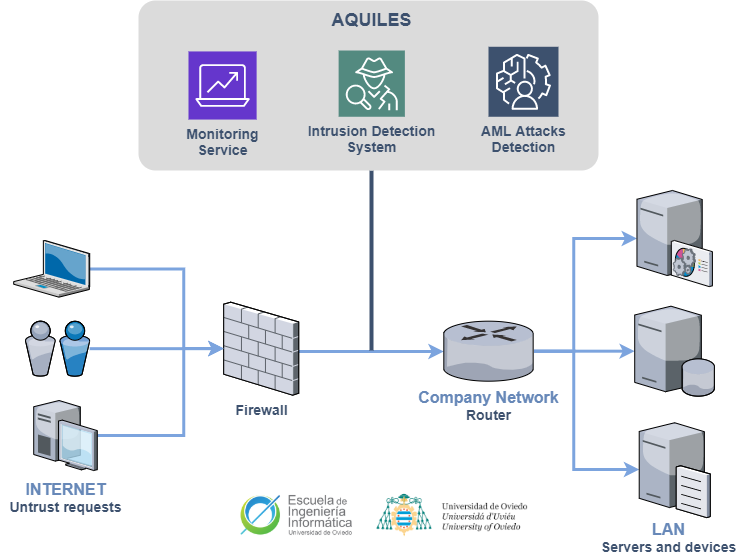 AQUILES
Monitoring
Service
Intrusion Detection
System
AML Attacks
Detection
Firewall
Company Network
Router
INTERNET
Untrust requests
LAN
Servers and devices
Escuela de
Ingeniería
Informática
Universidad de Oviedo
Universidad de Oviedo
Universidá d'Uviéu
University of Oviedo